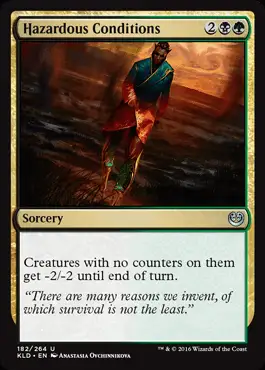 Hazardous Conditions 2
Sorcery
Creatures with no counters on them
get -2/-2 until end of turn.
“There are many reasons we invent, of
which survival is not the least.”
182/264 U
KLD • EN Anastasia Ovchinnikova
™ & © 2016 Wizards of the Coast